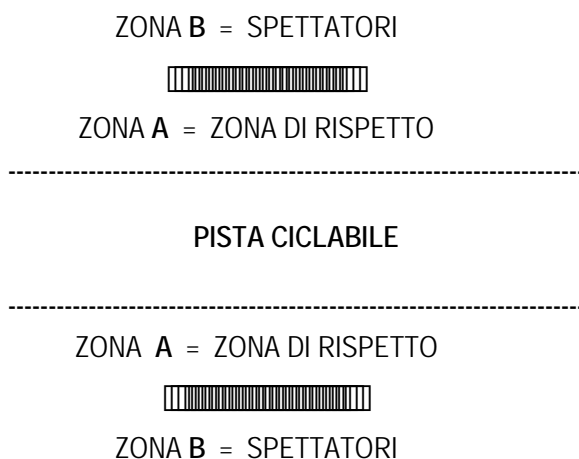 ZONA B = SPETTATORI
ZONA A = ZONA DI RISPETTO
PISTA CICLABILE
ZONA A = ZONA DI RISPETTO
ZONA B = SPETTATORI